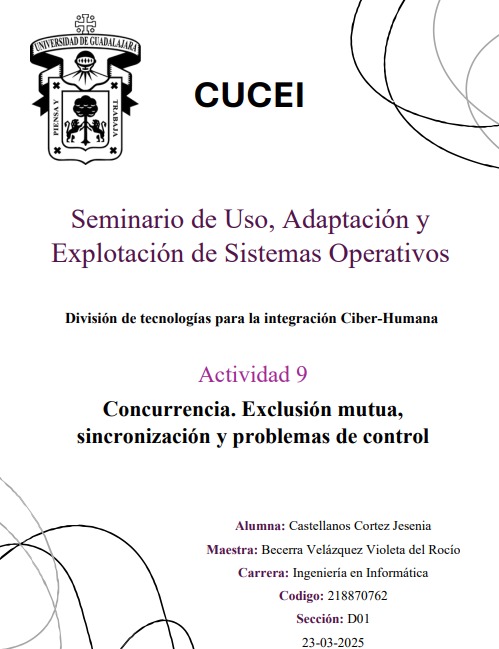 UNIVERSIDAD DE GUADALAJARA
PIENSA Y
TRABAJA
CUCEI
Seminario de Uso, Adaptación y
Explotación de Sistemas Operativos
División de tecnologías para la integración Ciber-Humana
Actividad 9
Concurrencia. Exclusión mutua,
sincronización y problemas de control
Alumna: Castellanos Cortez Jesenia
Maestra: Becerra Velázquez Violeta del Rocío
Carrera: Ingeniería en Informática
Codigo: 218870762
Sección: D01
23-03-2025